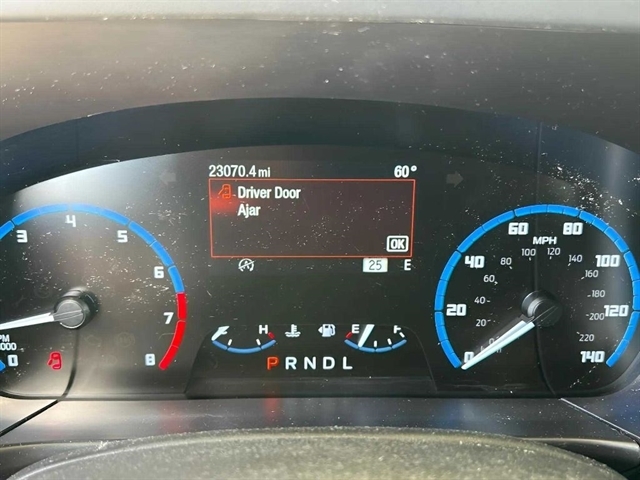 23070.4 mi 60°
Driver Door
Ajar
OK
25 E
3 4 5 6 7 8
0
H
E F
P R N D L
MPH
0 20 40 60 80 100 120 140
20 40 60 80 100 120 140 160 180 200 220